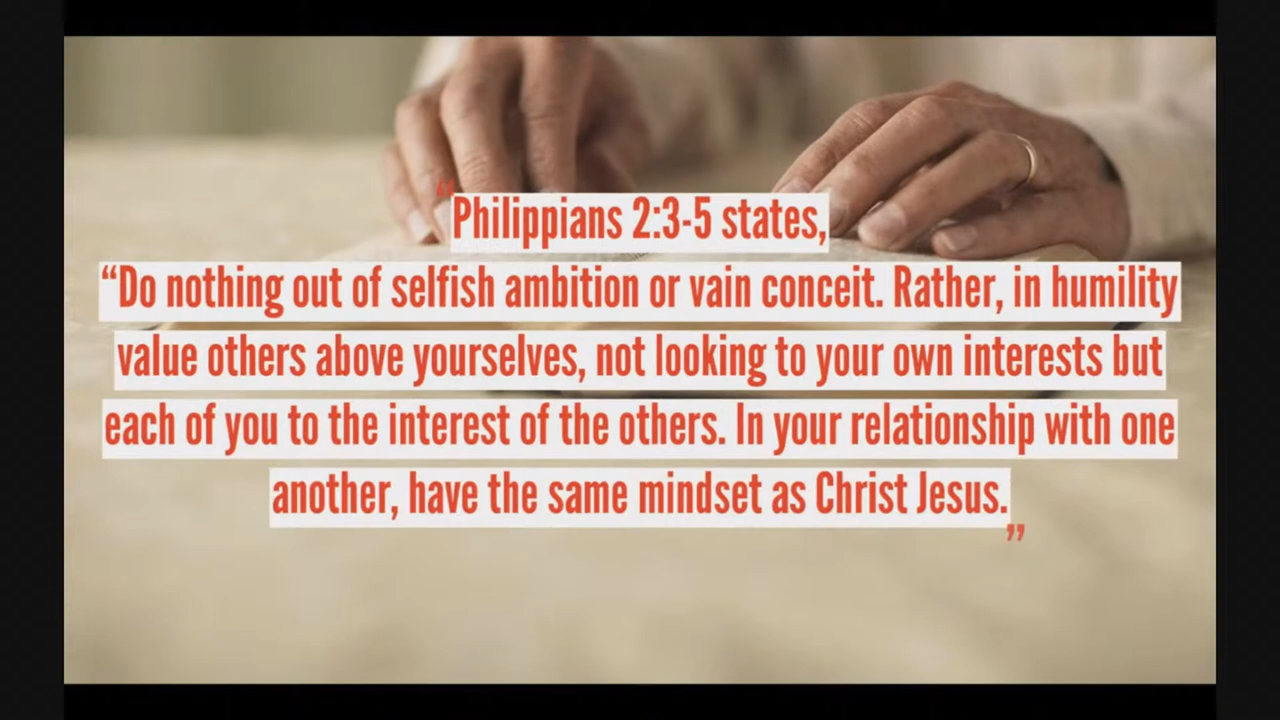 “Philippians 2:3-5 states,
“Do nothing out of selfish ambition or vain conceit. Rather, in humility
value others above yourselves, not looking to your own interests but
each of you to the interest of the others. In your relationship with one
another, have the same mindset as Christ Jesus.
”